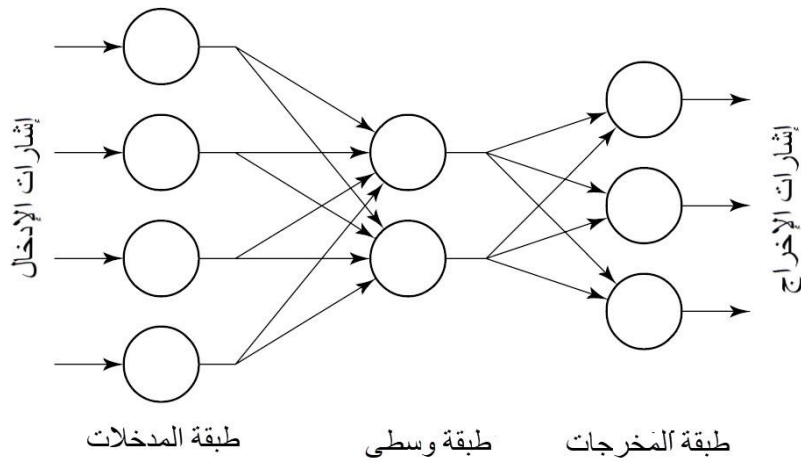 إشارات الإدخال
إشارات الإخراج
طبقة المدخلات
طبقة وسطى
طبقة المخرجات